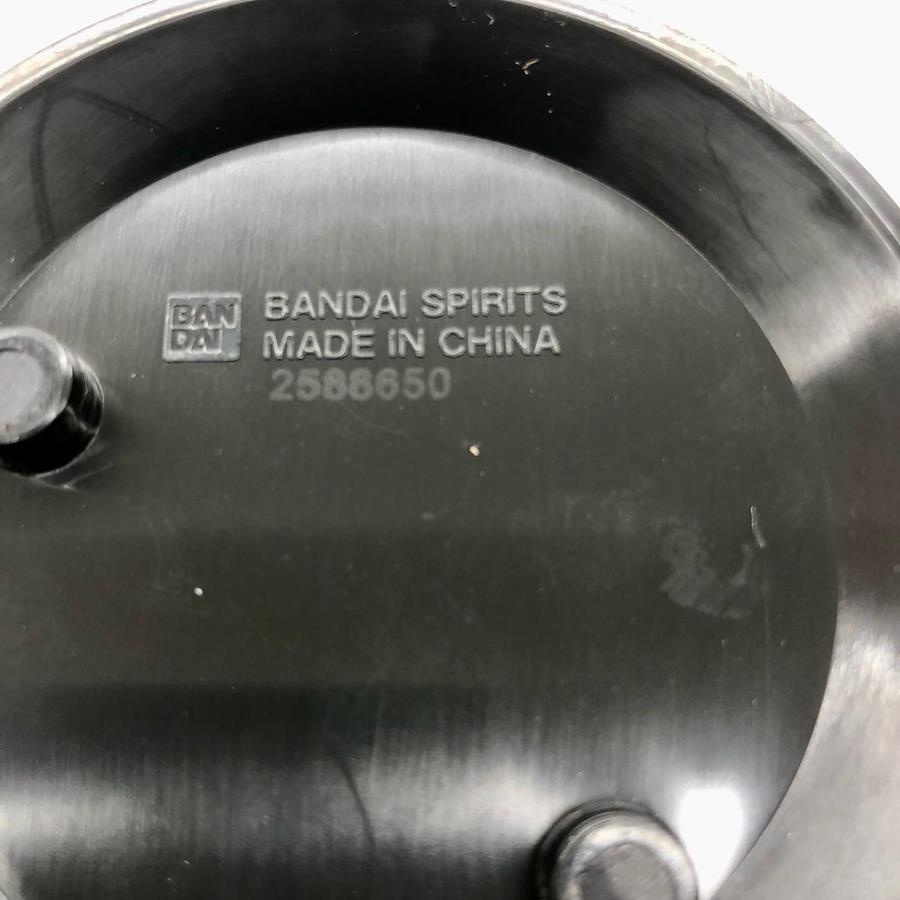 BAN
DAI
BANDAI SPIRITS
MADE IN CHINA
2588650